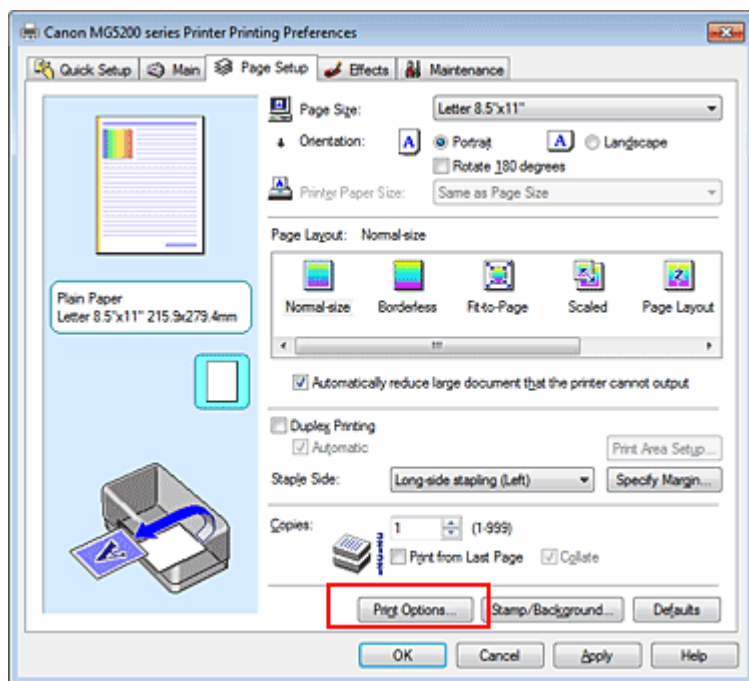 Canon MG5200 series Printer Printing Preferences
Quick Setup Main Page Setup Effects Maintenance
Page Size: Letter 8.5"x11"
Orientation: A Portrait A Landscape
Rotate 180 degrees
Printer Paper Size: Same as Page Size
Page Layout: Normal-size
Normal-size Borderless Fit-to-Page Scaled Page Layout
Plain Paper
Letter 8.5"x11" 215.9x279.4mm
Automatically reduce large document that the printer cannot output
Duplex Printing
Automatic Print Area Setup...
Staple Side: Long-side stapling (Left) Specify Margin...
Copies: 1 (1-999)
Print from Last Page Collate
Print Options... Stamp/Background... Defaults
OK Cancel Apply Help